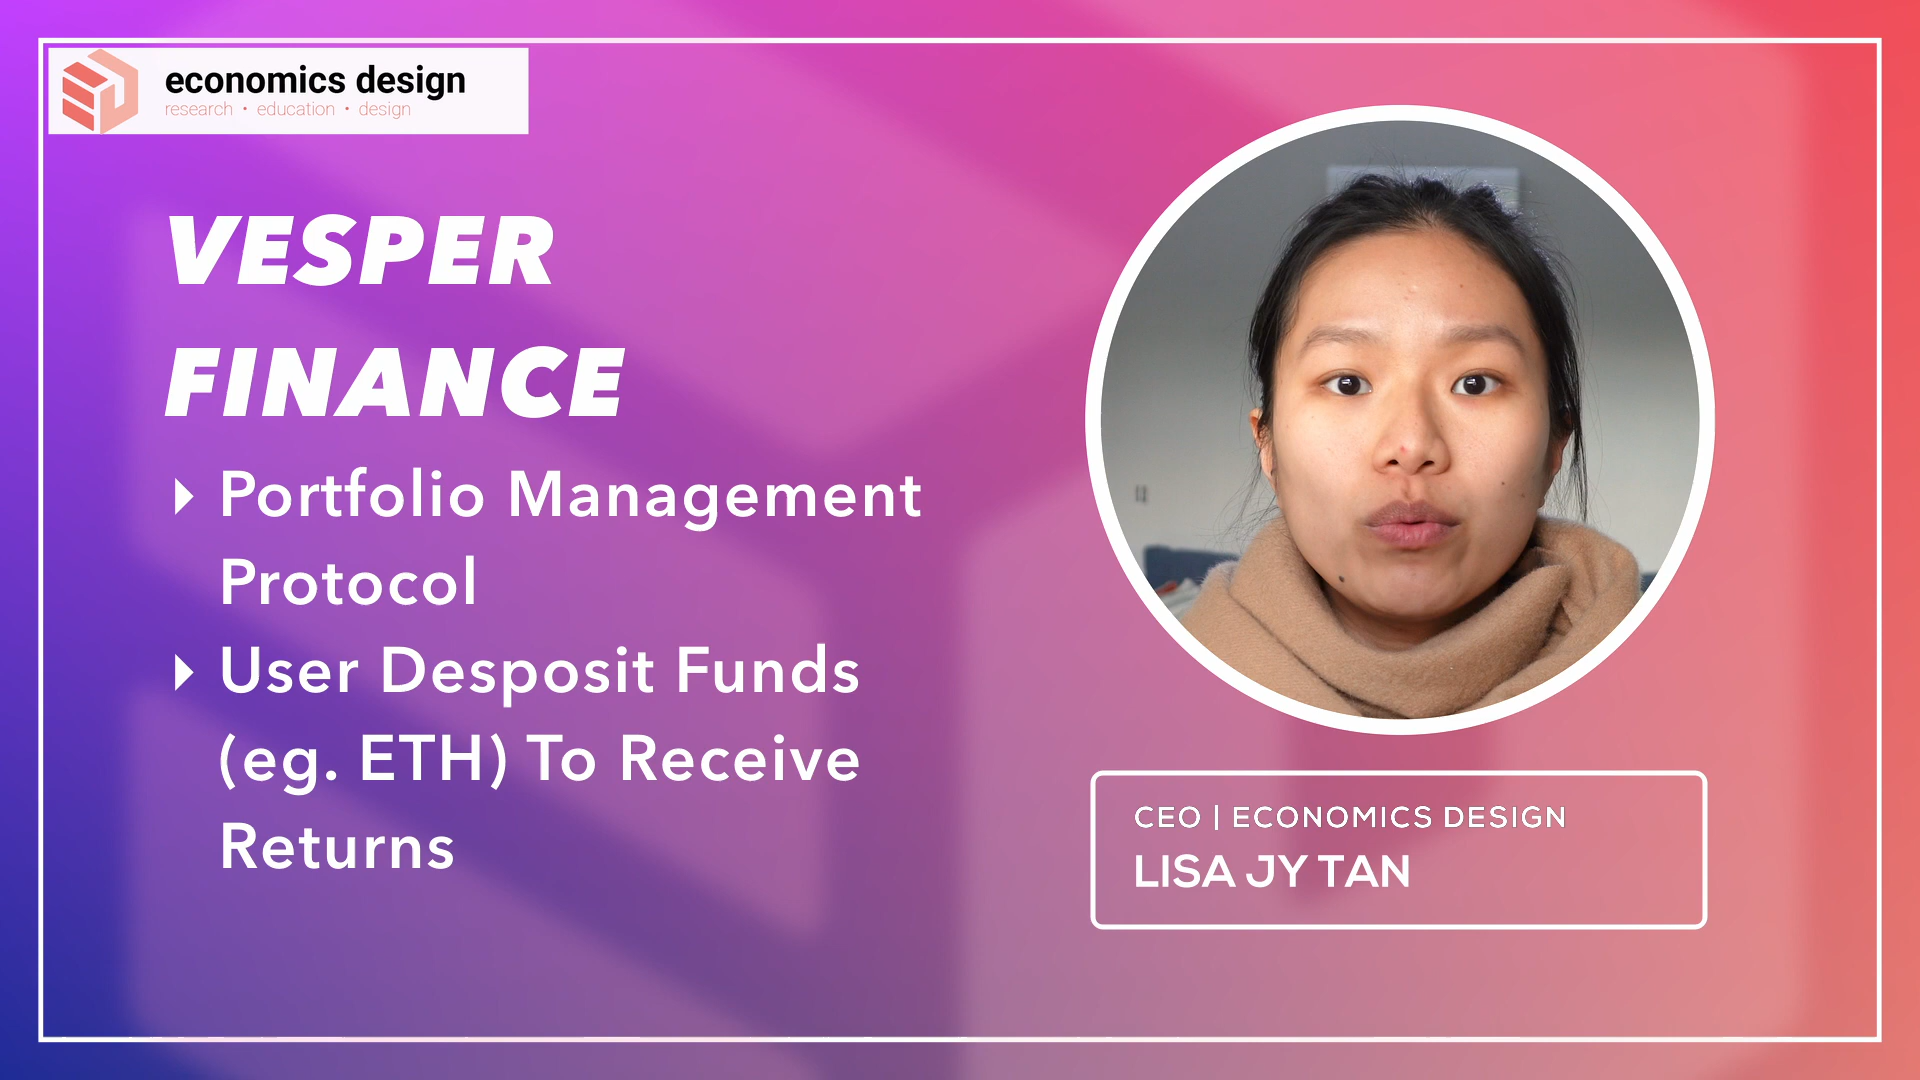 economics design
research • education • design
VESPER
FINANCE
Portfolio Management
Protocol
User Desposit Funds
(eg. ETH) To Receive
Returns
CEO | ECONOMICS DESIGN
LISA JY TAN